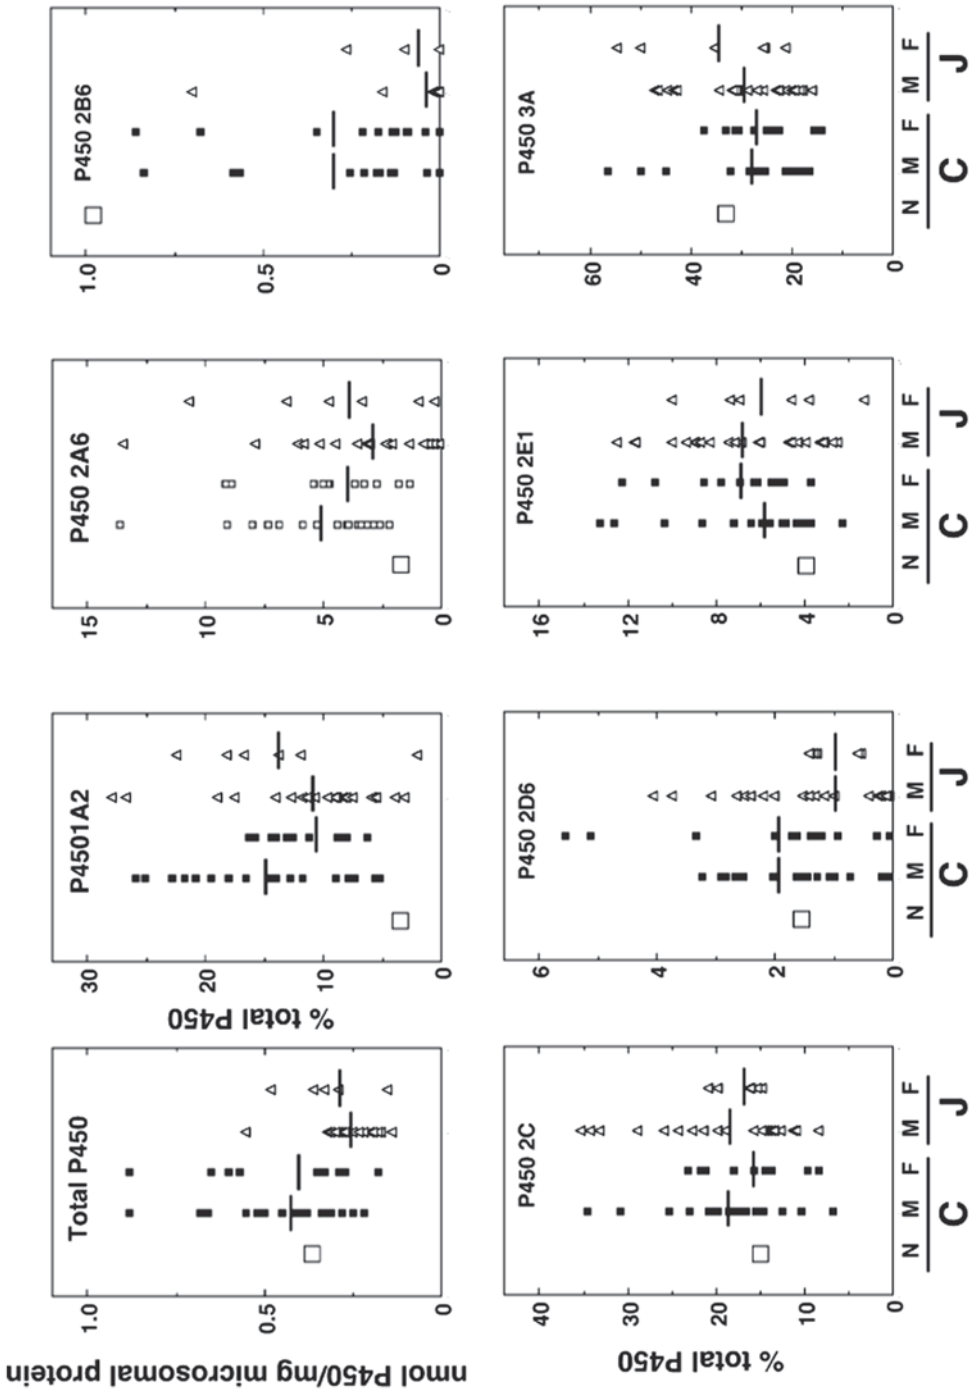 Total P450
P4501A2
P450 2A6
P450 2B6
nmol P450/mg microsomal protein
1.0
0.5
0
% total P450
30
20
10
0
15
10
5
0
1.0
0.5
0
P450 2C
P450 2D6
P450 2E1
P450 3A
% total P450
40
30
20
10
0
6
4
2
0
16
12
8
4
0
60
40
20
0
N M F M F
C J
N M F M F
C J
N M F M F
C J
N M F M F
C J